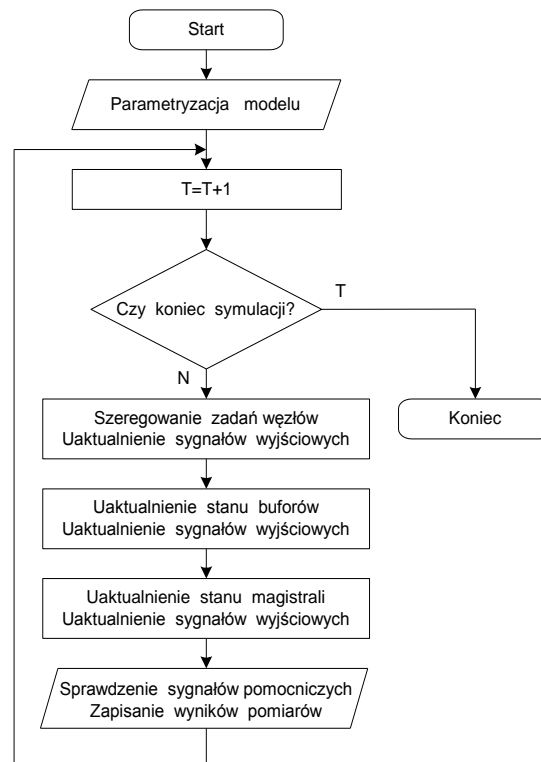 Start
Parametryzacja modelu
T=T+1
Czy koniec symulacji?
T
N
Szeregowanie zadań węzłów
Uaktualnienie sygnałów wyjściowych
Koniec
Uaktualnienie stanu buforów
Uaktualnienie sygnałów wyjściowych
Uaktualnienie stanu magistrali
Uaktualnienie sygnałów wyjściowych
Sprawdzenie sygnałów pomocniczych
Zapisanie wyników pomiarów